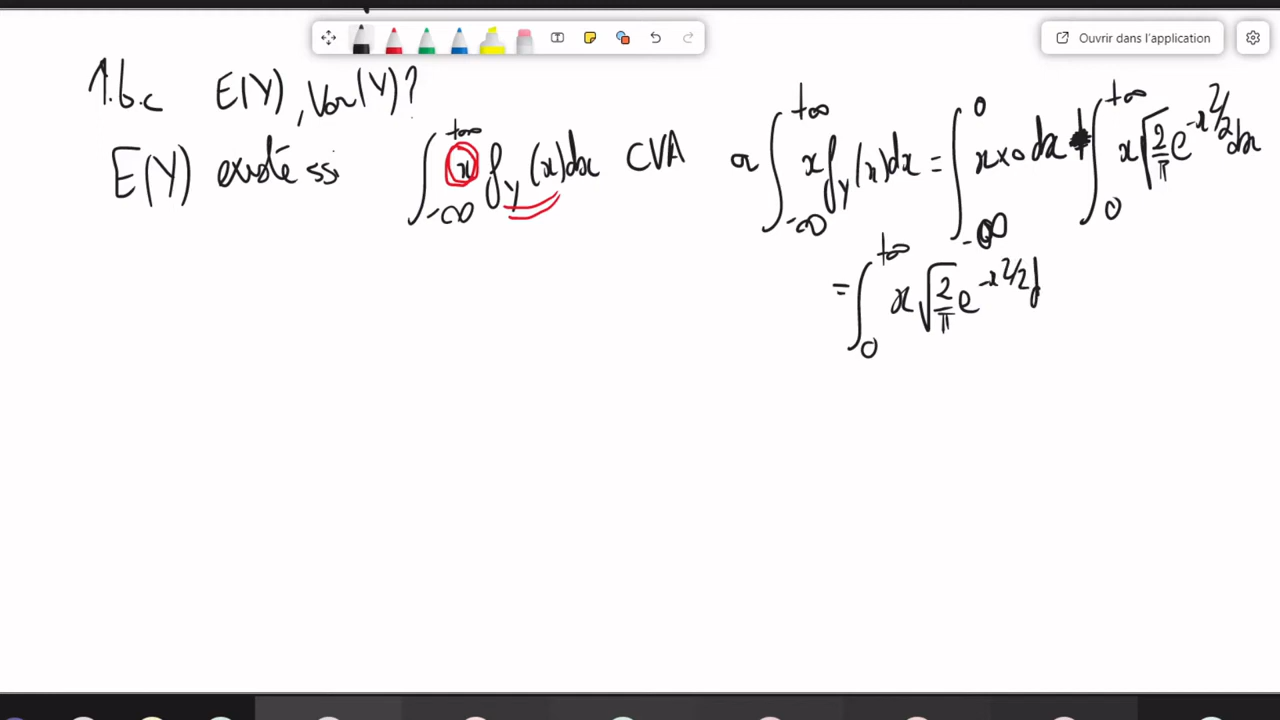 Ouvrir dans l'application
1.b.c E(Y), Var(Y)?
E(Y) existe ssi ∫_{-∞}^{+∞} x f_Y(x)dx CVA or ∫_{-∞}^{+∞} x f_Y(x)dx = ∫_{-∞}^{0} x×0 dx + ∫_{0}^{+∞} x√(2/π) e^{-x²/2} dx
= ∫_{0}^{+∞} x√(2/π) e^{-x²/2}